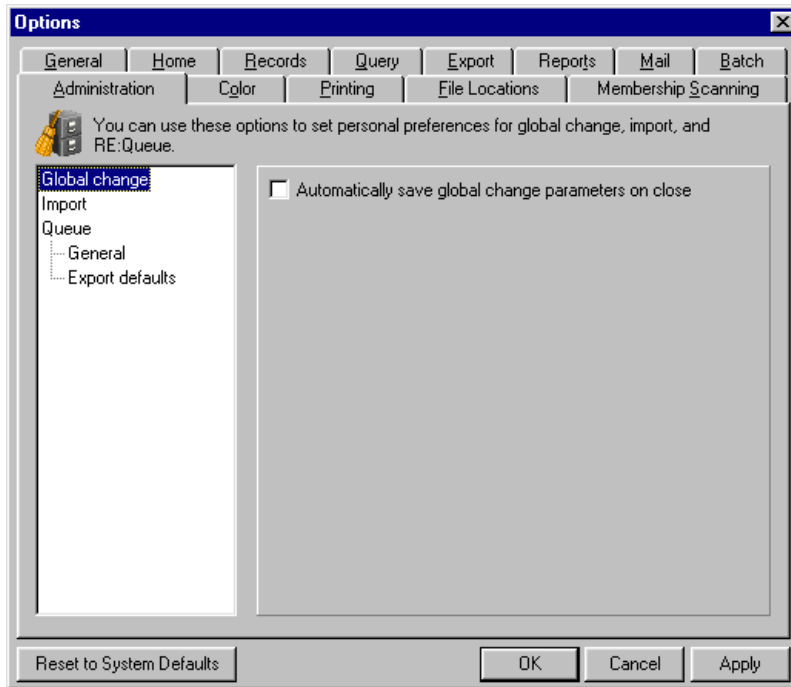 Options
General Home Records Query Export Reports Mail Batch
Administration Color Printing File Locations Membership Scanning
You can use these options to set personal preferences for global change, import, and
RE:Queue.
Global change
Import
Queue
General
Export defaults
Automatically save global change parameters on close
Reset to System Defaults OK Cancel Apply